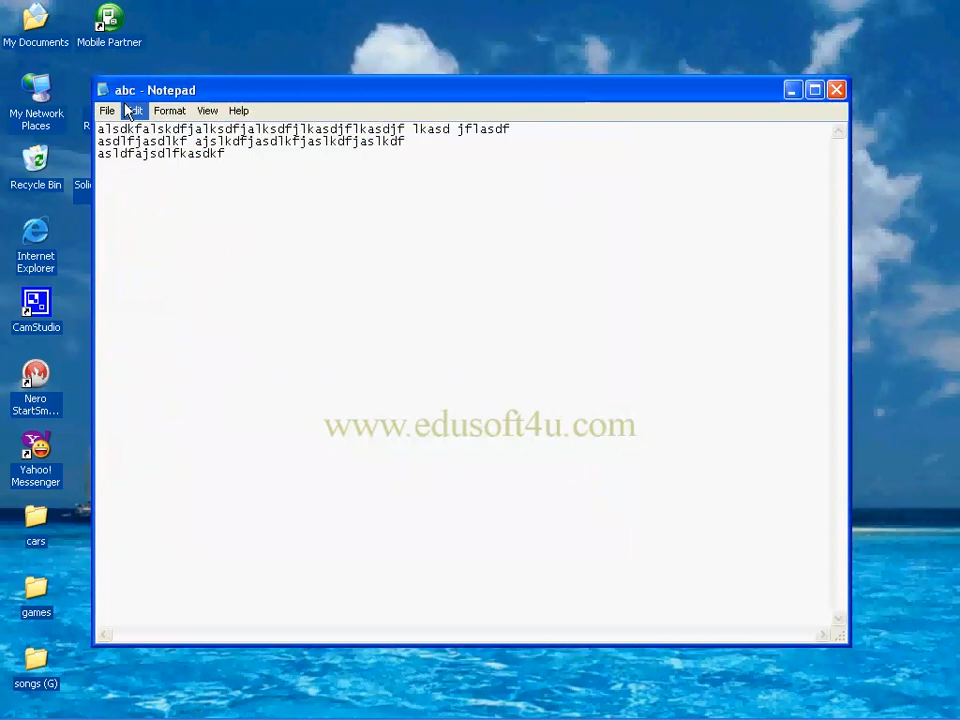 My Documents
Mobile Partner
abc - Notepad
File Edit Format View Help
alsdkfalskdfjalksdfjalksdfjlkasdjflkasdjf lkasd jflasdf
asdlfjasdlkf ajslkdfjasdlkfjaslkdfjaslkdf
asldfajsdlfkasdkf
My Network
Places
R
Recycle Bin
Soli
Internet
Explorer
CamStudio
Nero
StartSm...
www.edusoft4u.com
Yahoo!
Messenger
cars
games
songs (G)